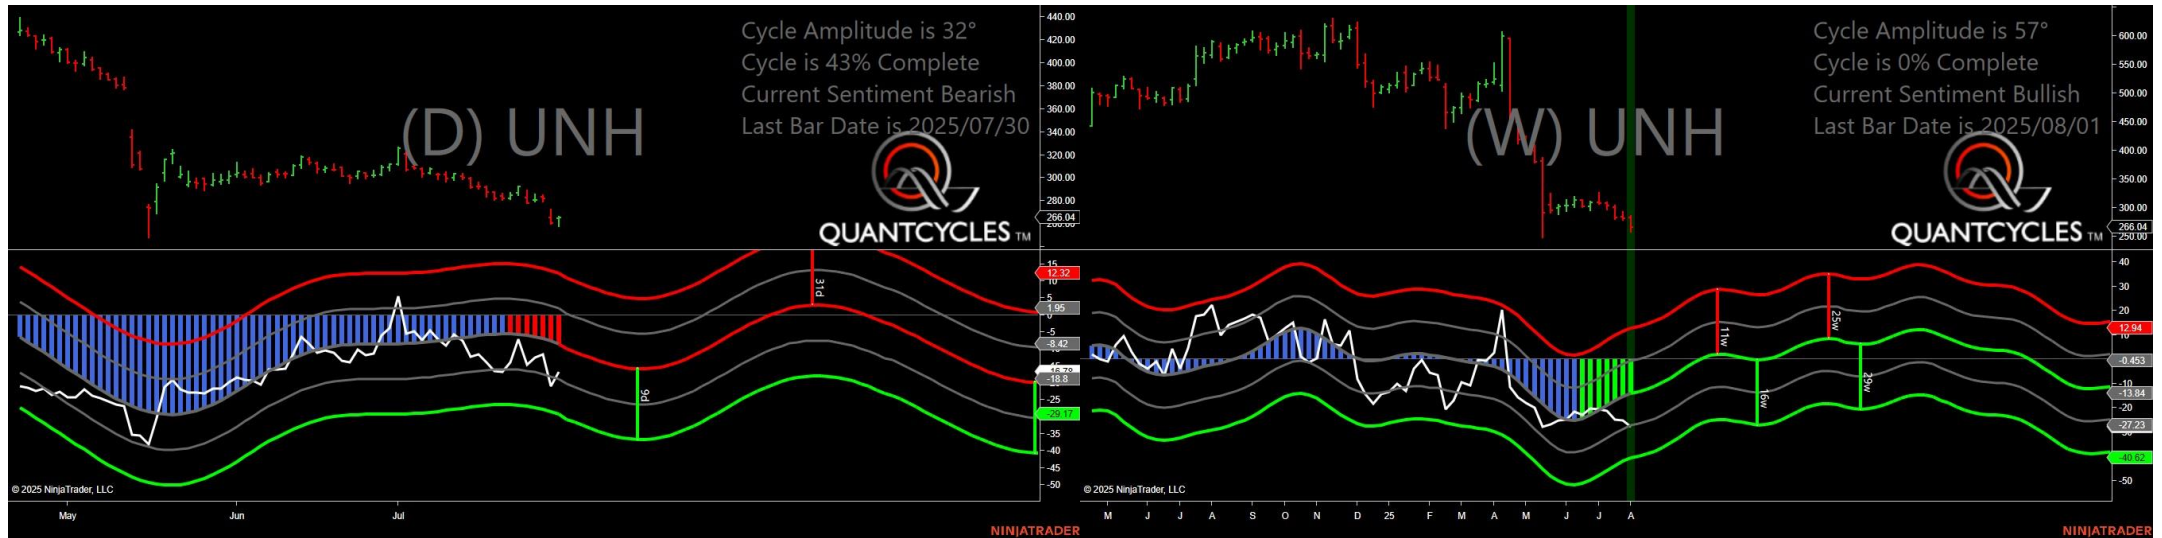 Cycle Amplitude is 32°
Cycle is 43% Complete
Current Sentiment Bearish
Last Bar Date is 2025/07/30
(D) UNH
QUANTCYCLES TM
440.00
420.00
400.00
380.00
360.00
340.00
320.00
300.00
280.00
266.04
15
12.32
10
5
1.95
0
-5
-8.42
-16.78
-18.8
-25
-29.17
-35
-40
-45
-50
31d
9d
© 2025 NinjaTrader, LLC
May Jun Jul
NINJATRADER
Cycle Amplitude is 57°
Cycle is 0% Complete
Current Sentiment Bullish
Last Bar Date is 2025/08/01
(W) UNH
QUANTCYCLES TM
600.00
550.00
500.00
450.00
400.00
350.00
300.00
266.04
250.00
40
30
20
12.94
10
-0.453
-10
-13.84
-20
-27.23
-40.62
-50
11w
16w
25w
29w
© 2025 NinjaTrader, LLC
M J J A S O N D 25 F M A M J J A
NINJATRADER